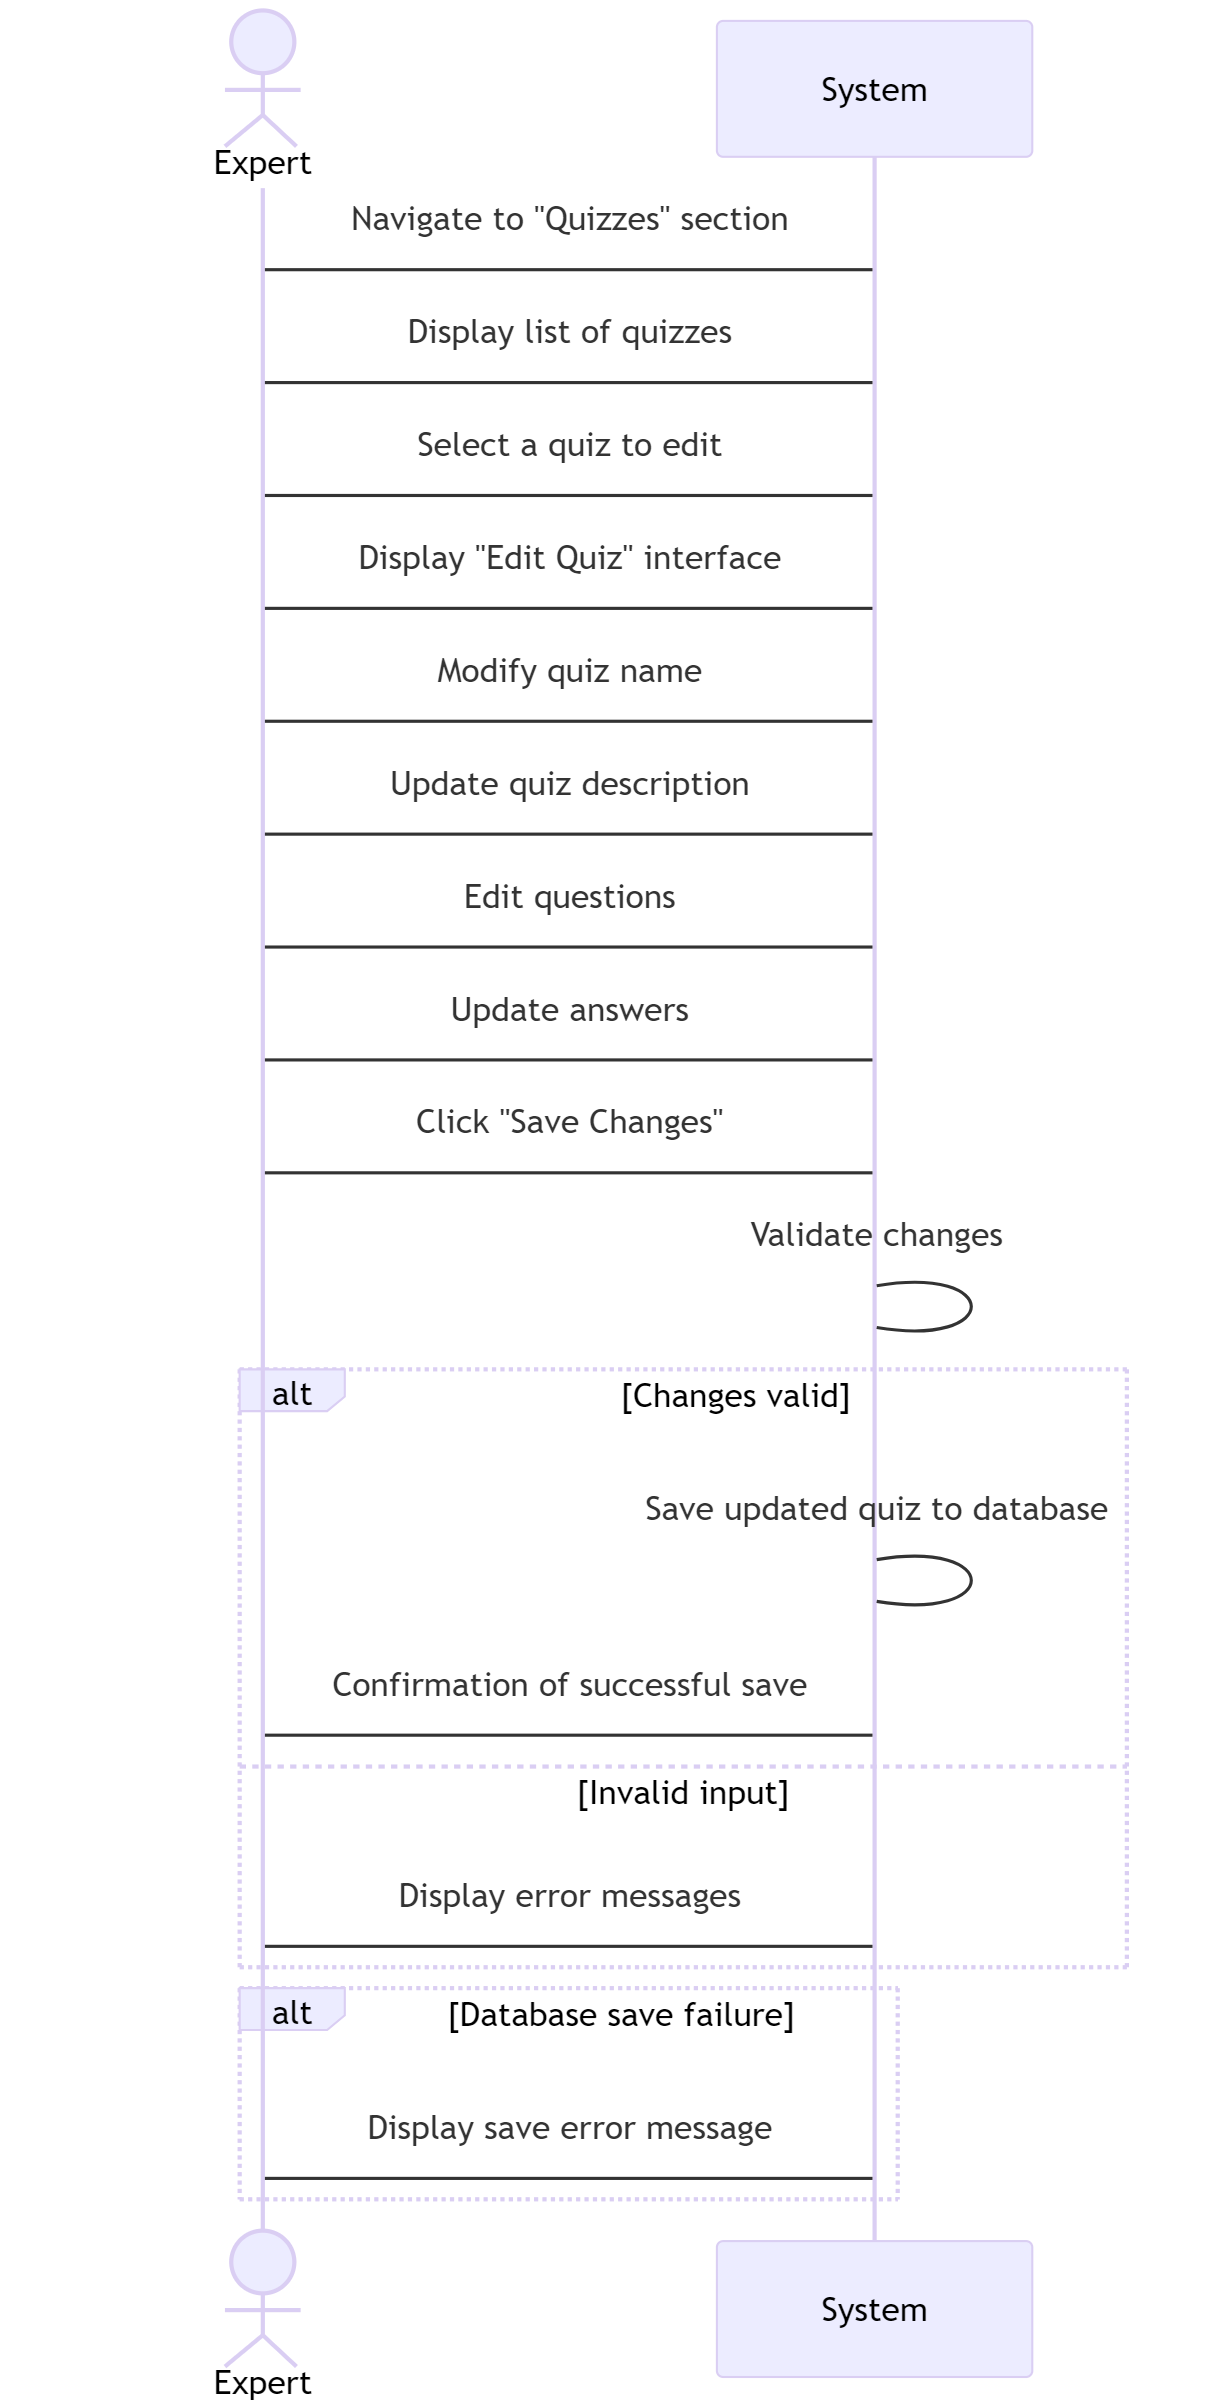 Expert
System
Navigate to "Quizzes" section
Display list of quizzes
Select a quiz to edit
Display "Edit Quiz" interface
Modify quiz name
Update quiz description
Edit questions
Update answers
Click "Save Changes"
Validate changes
alt
[Changes valid]
Save updated quiz to database
Confirmation of successful save
[Invalid input]
Display error messages
alt
[Database save failure]
Display save error message
Expert
System